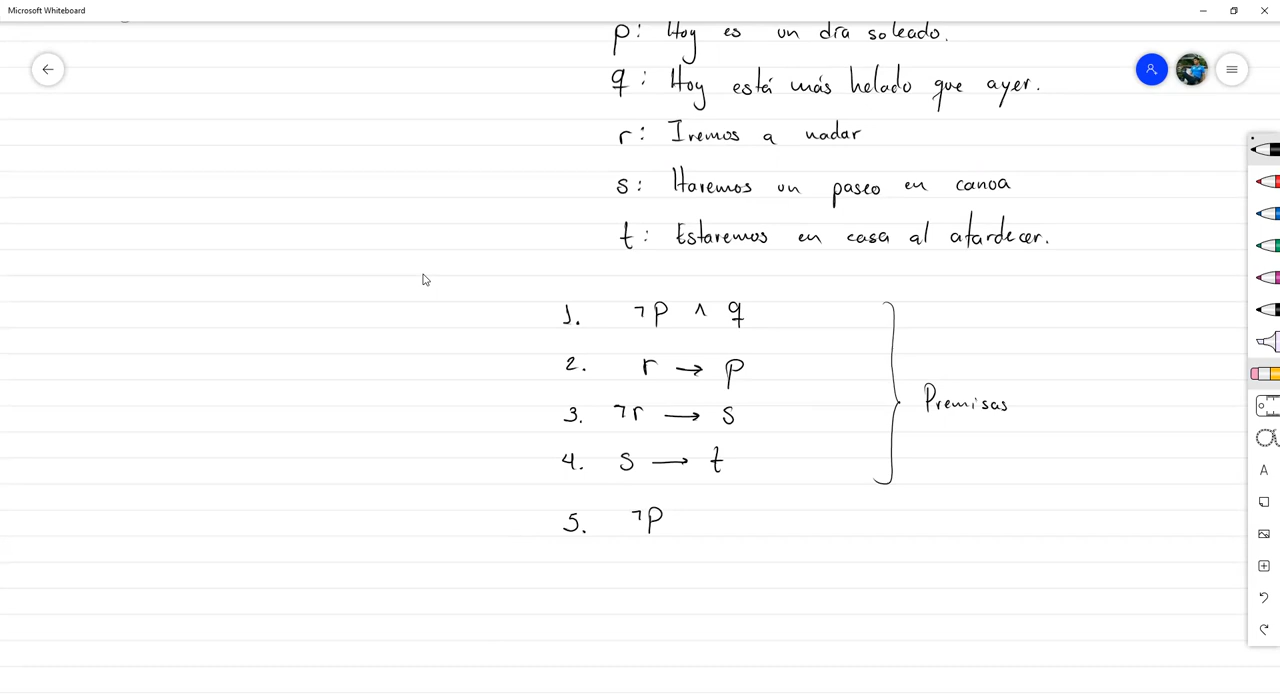 Microsoft Whiteboard
p: Hoy es un día soleado.
q: Hoy está más helado que ayer.
r: Iremos a nadar
s: Haremos un paseo en canoa
t: Estaremos en casa al atardecer.
1. ¬p ∧ q
2. r → p
3. ¬r → s
4. s → t
Premisas
5. ¬p
A